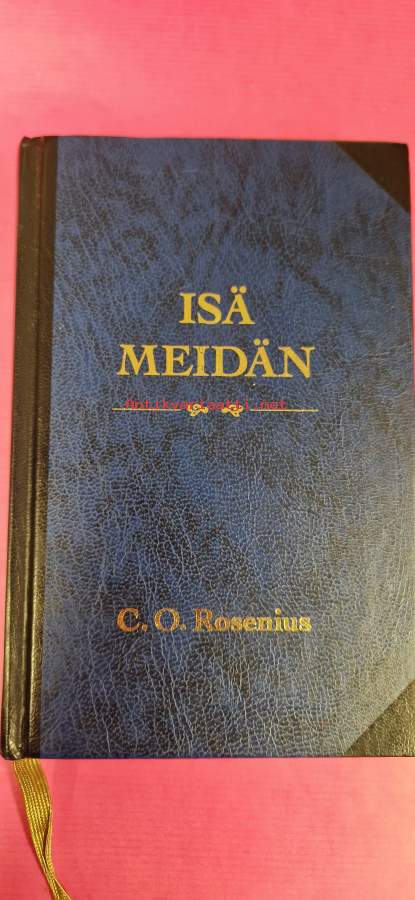 ISÄ
MEIDÄN
Antikvariaatti.net
C. O. Rosenius